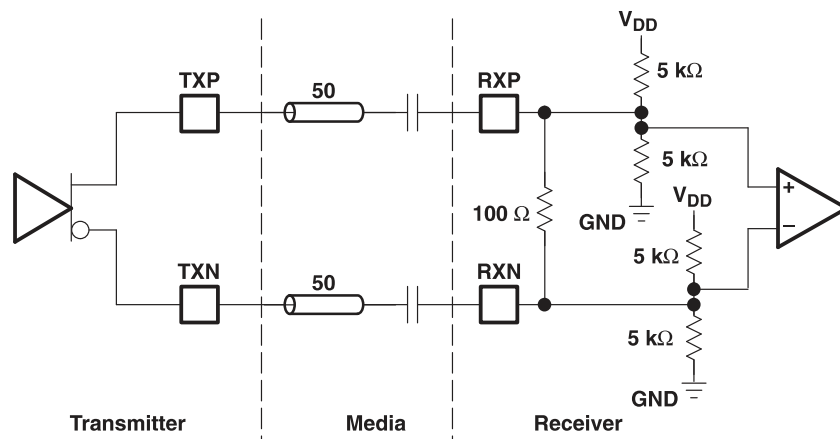 V_DD
5 kΩ
TXP
50
RXP
5 kΩ
V_DD
+
100 Ω
GND
−
5 kΩ
TXN
50
RXN
5 kΩ
GND
Transmitter
Media
Receiver